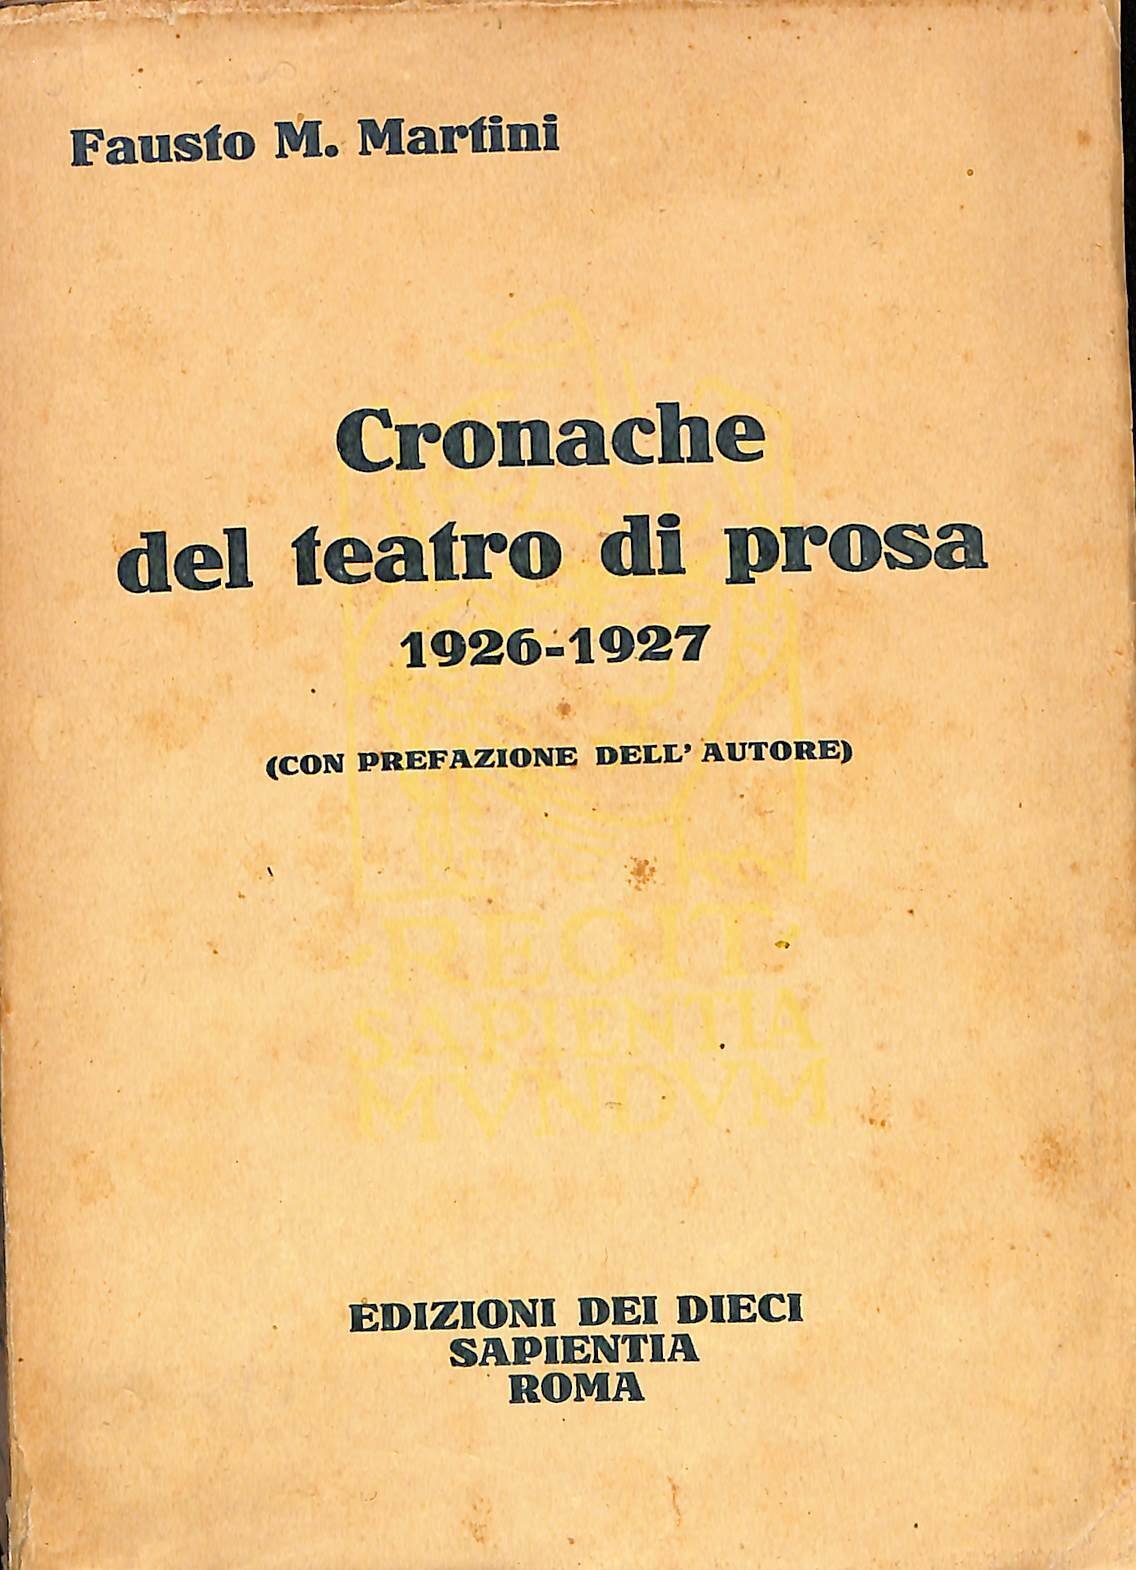 Fausto M. Martini
Cronache
del teatro di prosa
1926-1927
(CON PREFAZIONE DELL' AUTORE)
REGIT
SAPIENTIA
MVNDVM
EDIZIONI DEI DIECI
SAPIENTIA
ROMA